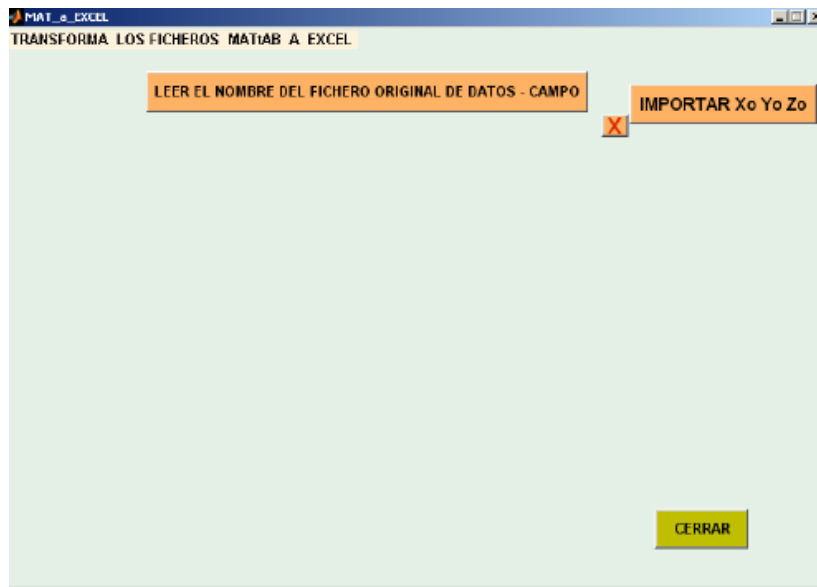 MAT_a_EXCEL
TRANSFORMA LOS FICHEROS MATtAB A EXCEL
LEER EL NOMBRE DEL FICHERO ORIGINAL DE DATOS - CAMPO
IMPORTAR Xo Yo Zo
X
CERRAR